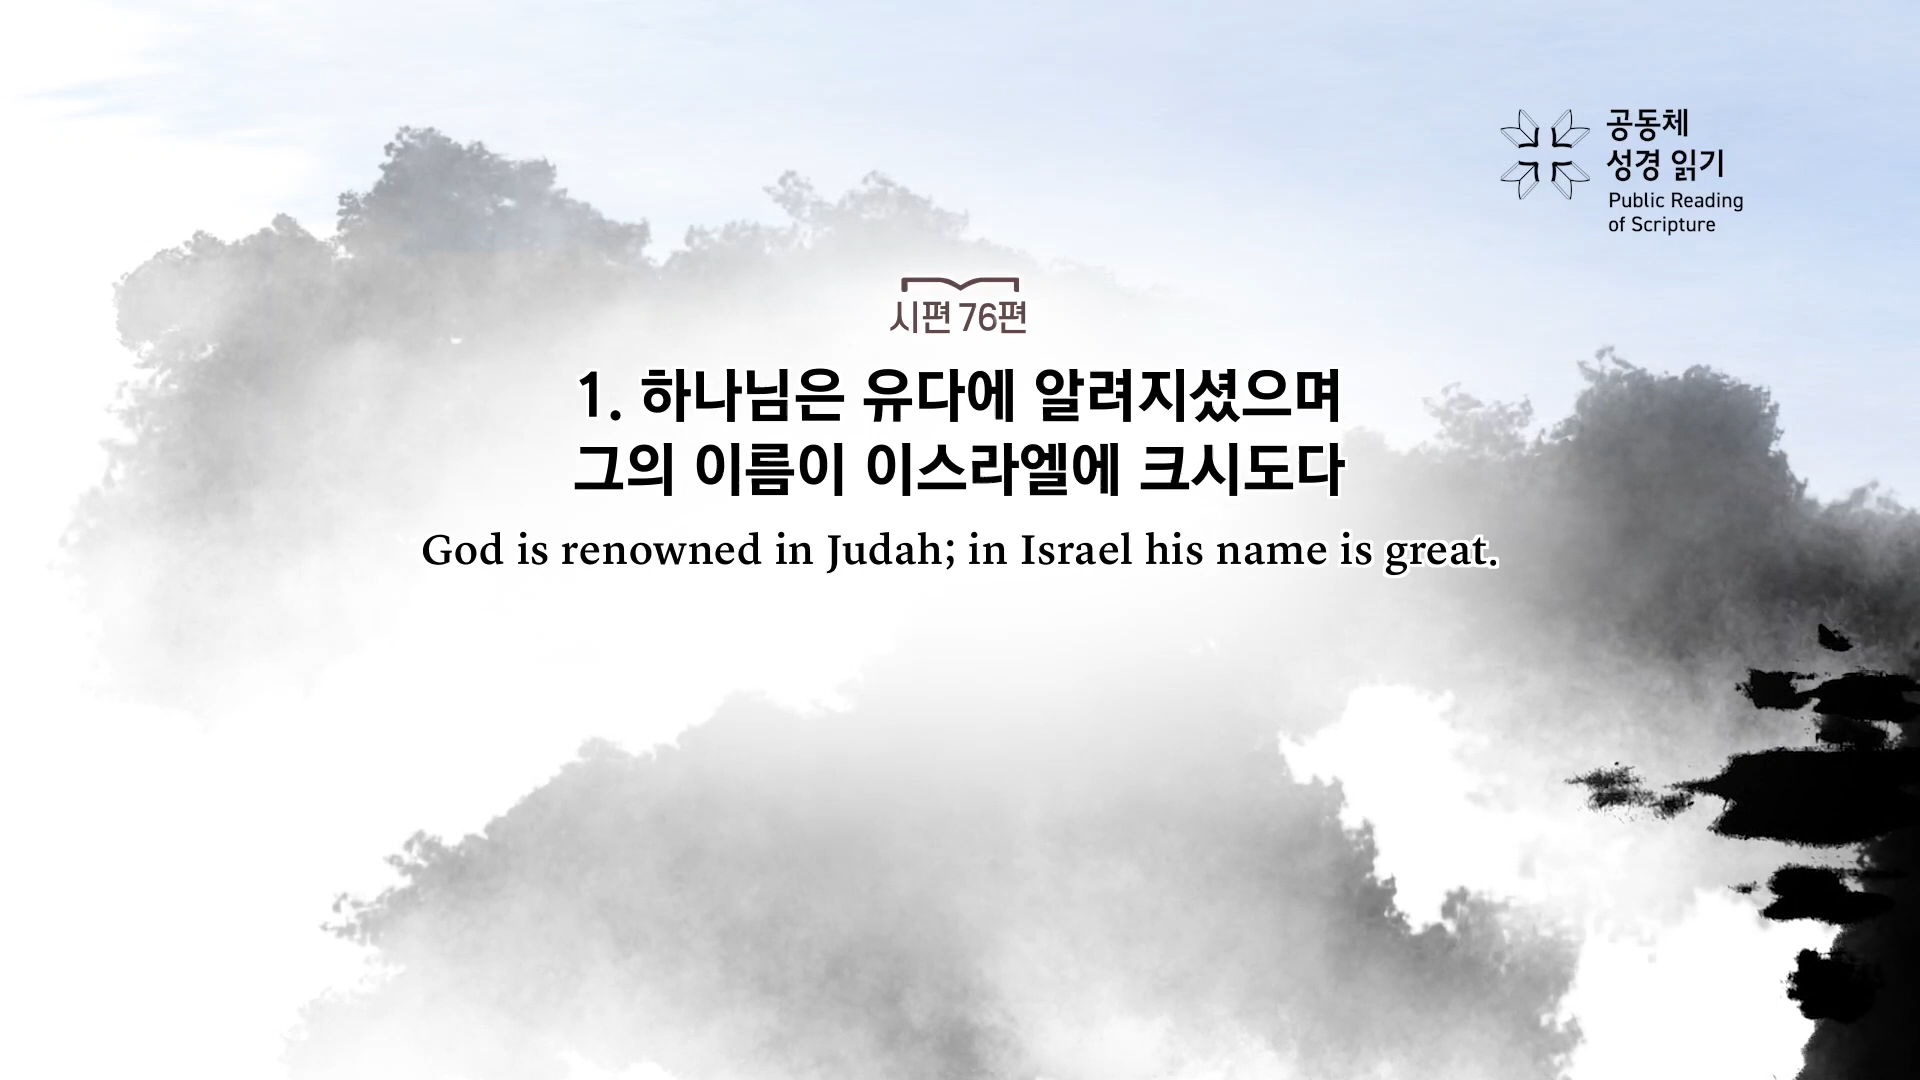 공동체
성경 읽기
Public Reading
of Scripture
시편 76편
1. 하나님은 유다에 알려지셨으며
그의 이름이 이스라엘에 크시도다
God is renowned in Judah; in Israel his name is great.